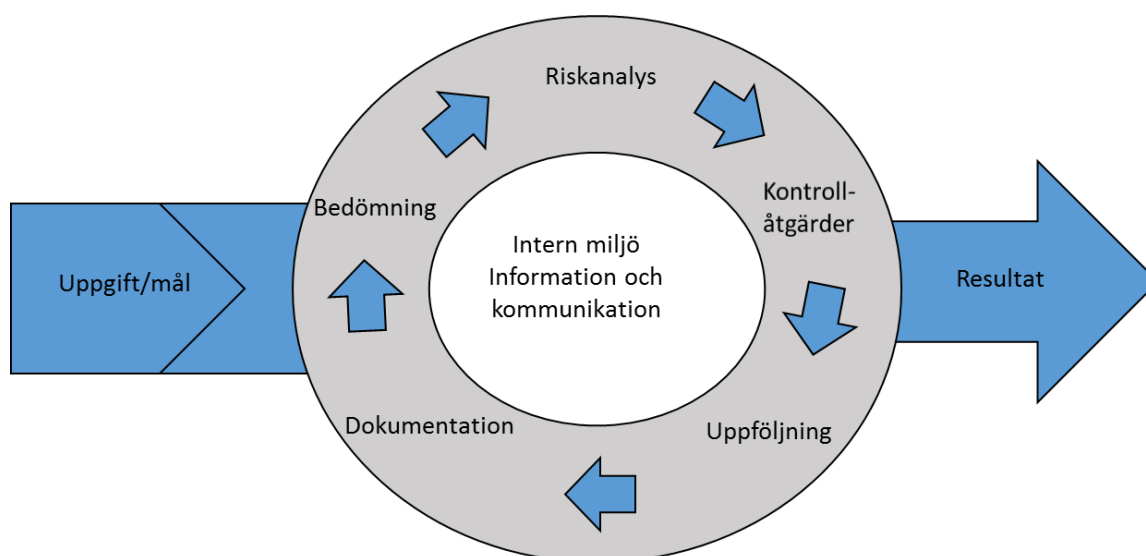 Riskanalys
Bedömning
Kontroll-
åtgärder
Intern miljö
Information och
kommunikation
Uppgift/mål
Resultat
Dokumentation
Uppföljning